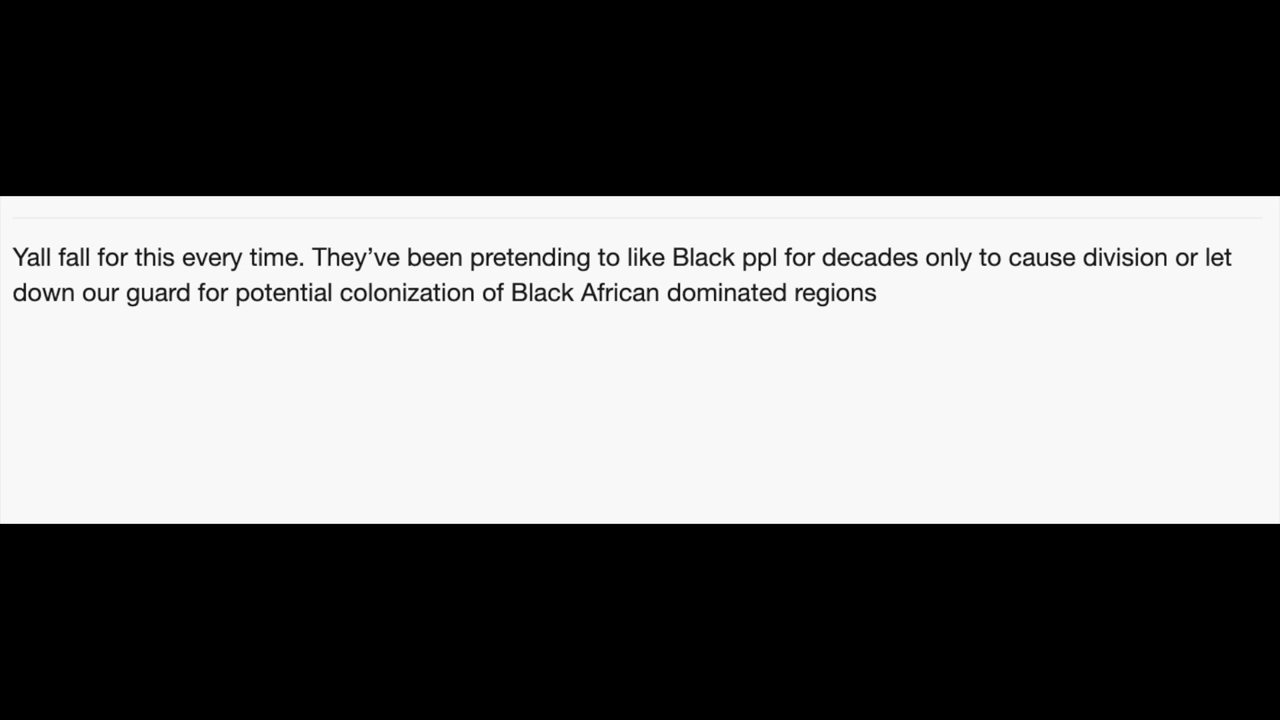 Yall fall for this every time. They’ve been pretending to like Black ppl for decades only to cause division or let
down our guard for potential colonization of Black African dominated regions